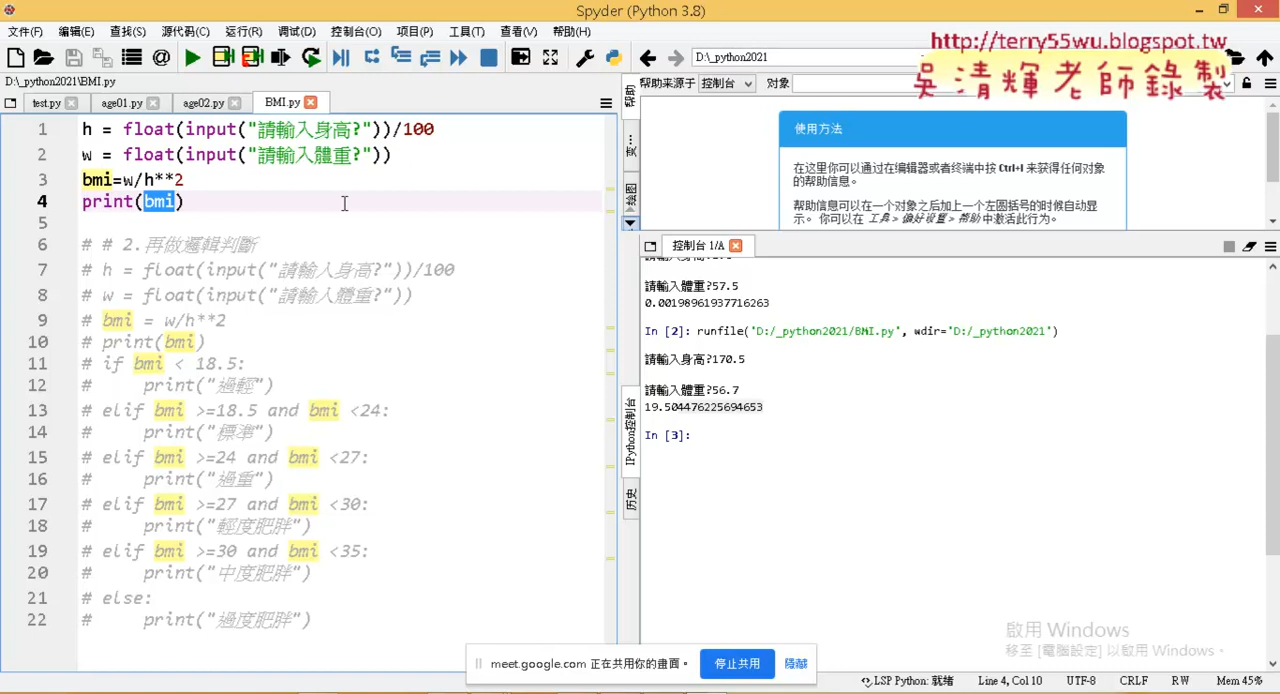 Spyder (Python 3.8)
文件(F) 编辑(E) 查找(S) 源代码(C) 运行(R) 调试(D) 控制台(O) 项目(P) 工具(T) 查看(V) 帮助(H)
D:\_python2021
http://terry55wu.blogspot.tw
吳清輝老師錄製
D:\_python2021\BMI.py
test.py age01.py age02.py BMI.py
1 h = float(input("請輸入身高?"))/100
2 w = float(input("請輸入體重?"))
3 bmi=w/h**2
4 print(bmi)
5
6 # # 2.再做邏輯判斷
7 # h = float(input("請輸入身高?"))/100
8 # w = float(input("請輸入體重?"))
9 # bmi = w/h**2
10 # print(bmi)
11 # if bmi < 18.5:
12 #     print("過輕")
13 # elif bmi >=18.5 and bmi <24:
14 #     print("標準")
15 # elif bmi >=24 and bmi <27:
16 #     print("過重")
17 # elif bmi >=27 and bmi <30:
18 #     print("輕度肥胖")
19 # elif bmi >=30 and bmi <35:
20 #     print("中度肥胖")
21 # else:
22 #     print("過度肥胖")
帮助来源于 控制台 对象
帮助
绘图
使用方法
在这里你可以通过在编辑器或者终端中按 Ctrl+I 来获得任何对象
的帮助信息。
帮助信息可以在一个对象之后加上一个左圆括号的时候自动显
示。 你可以在 工具 > 偏好设置 > 帮助 中激活此行为。
控制台 1/A
請輸入體重?57.5
0.00198961937716263
In [2]: runfile('D:/_python2021/BMI.py', wdir='D:/_python2021')
請輸入身高?170.5
請輸入體重?56.7
19.504476225694653
In [3]:
IPython控制台
历史
啟用 Windows
移至 [電腦設定] 以啟用 Windows。
meet.google.com 正在共用你的畫面。 停止共用 隱藏
LSP Python: 就绪 Line 4, Col 10 UTF-8 CRLF RW Mem 45%